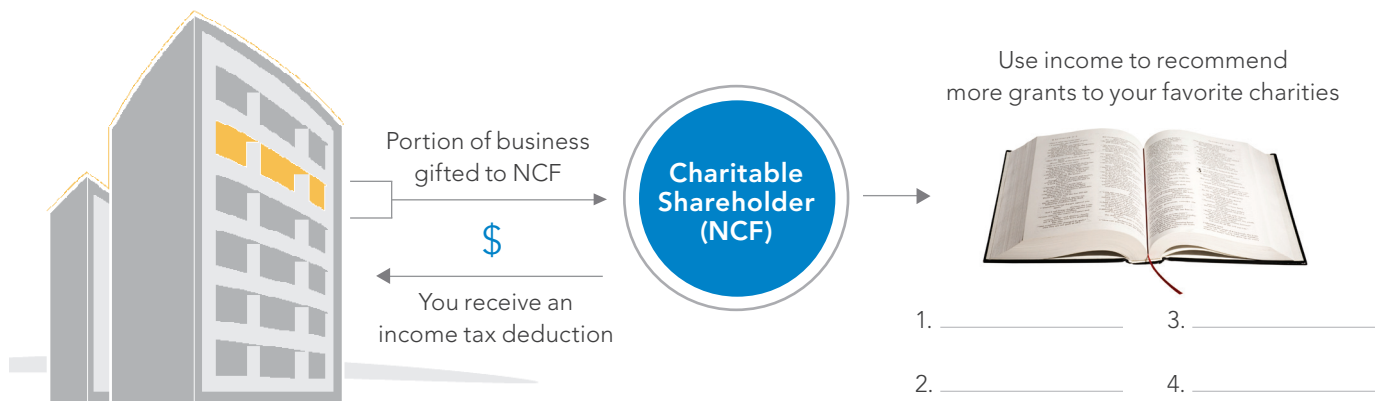 Portion of business
gifted to NCF
$
You receive an
income tax deduction
Charitable
Shareholder
(NCF)
Use income to recommend
more grants to your favorite charities
1.
3.
2.
4.